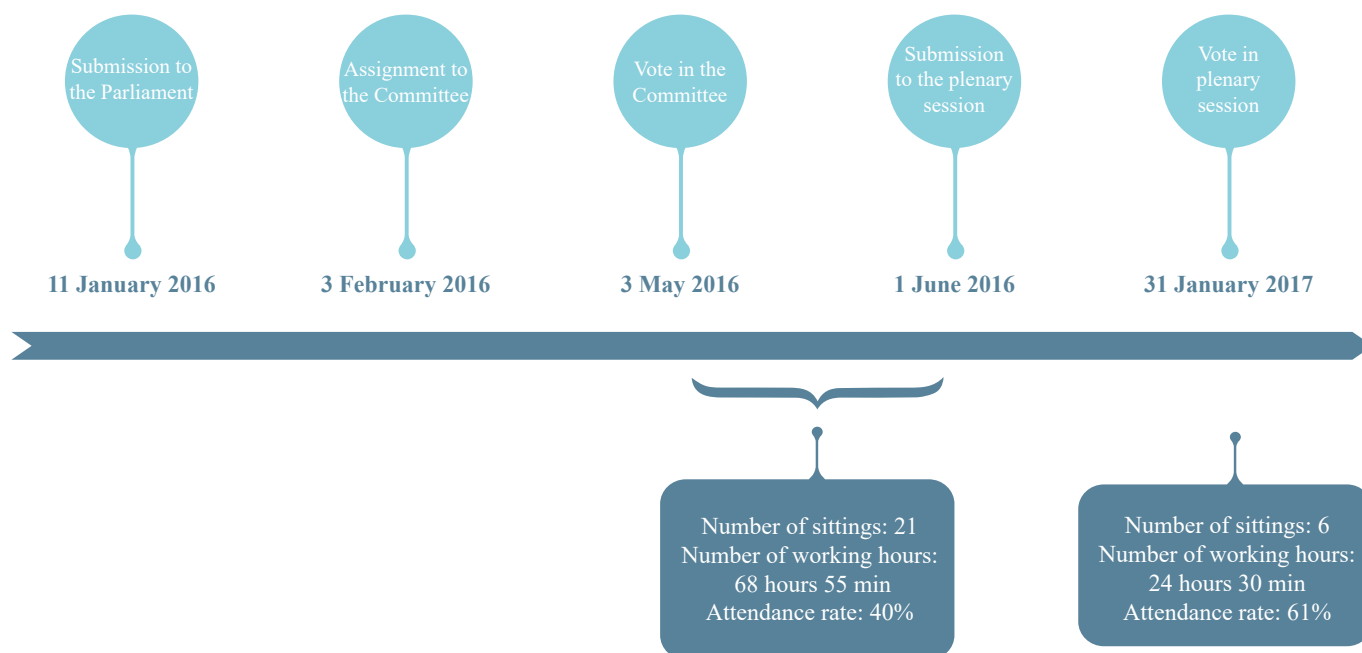 Submission to
the Parliament
Assignment to
the Committee
Vote in the
Committee
Submission
to the plenary
session
Vote in
plenary
session
11 January 2016
3 February 2016
3 May 2016
1 June 2016
31 January 2017
Number of sittings: 21
Number of working hours:
68 hours 55 min
Attendance rate: 40%
Number of sittings: 6
Number of working hours:
24 hours 30 min
Attendance rate: 61%